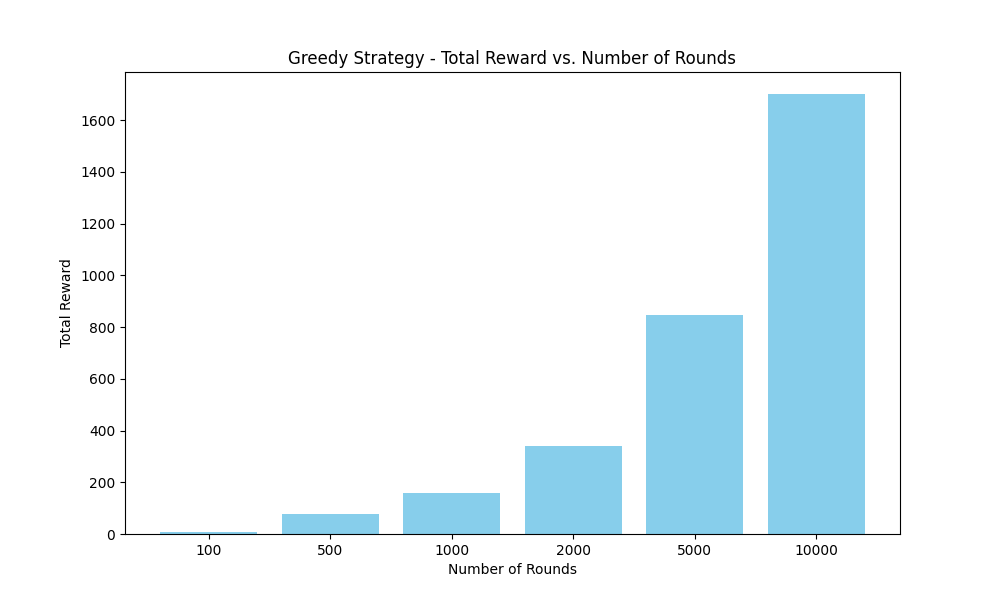 Greedy Strategy - Total Reward vs. Number of Rounds
1600
1400
1200
1000
800
600
400
200
0
Total Reward
100 500 1000 2000 5000 10000
Number of Rounds